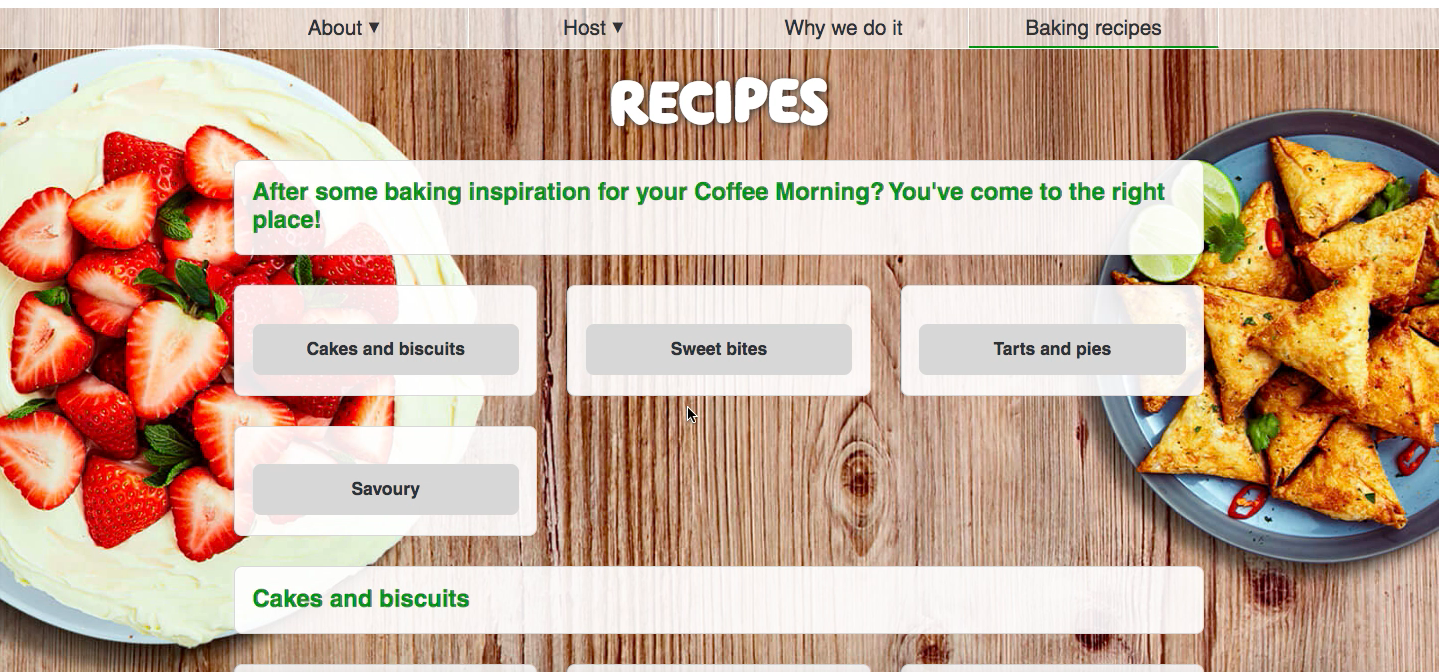 About ▼
Host ▼
Why we do it
Baking recipes
RECIPES
After some baking inspiration for your Coffee Morning? You've come to the right
place!
Cakes and biscuits
Sweet bites
Tarts and pies
Savoury
Cakes and biscuits